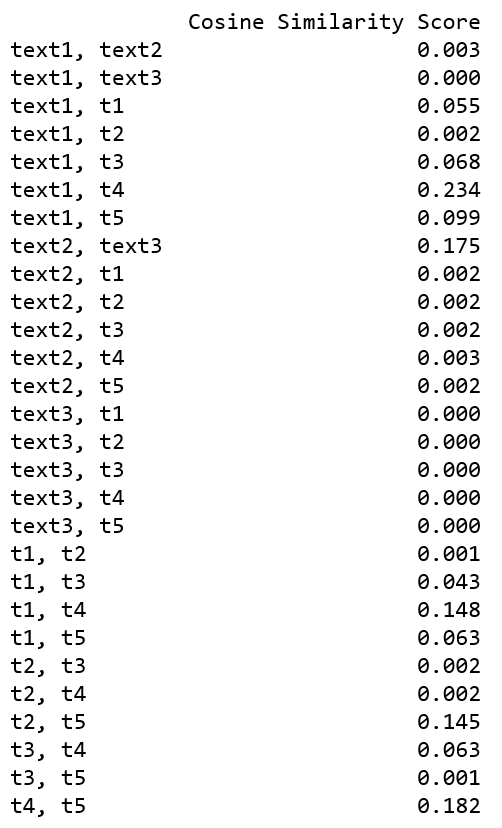 Cosine Similarity Score
text1, text2 0.003
text1, text3 0.000
text1, t1 0.055
text1, t2 0.002
text1, t3 0.068
text1, t4 0.234
text1, t5 0.099
text2, text3 0.175
text2, t1 0.002
text2, t2 0.002
text2, t3 0.002
text2, t4 0.003
text2, t5 0.002
text3, t1 0.000
text3, t2 0.000
text3, t3 0.000
text3, t4 0.000
text3, t5 0.000
t1, t2 0.001
t1, t3 0.043
t1, t4 0.148
t1, t5 0.063
t2, t3 0.002
t2, t4 0.002
t2, t5 0.145
t3, t4 0.063
t3, t5 0.001
t4, t5 0.182